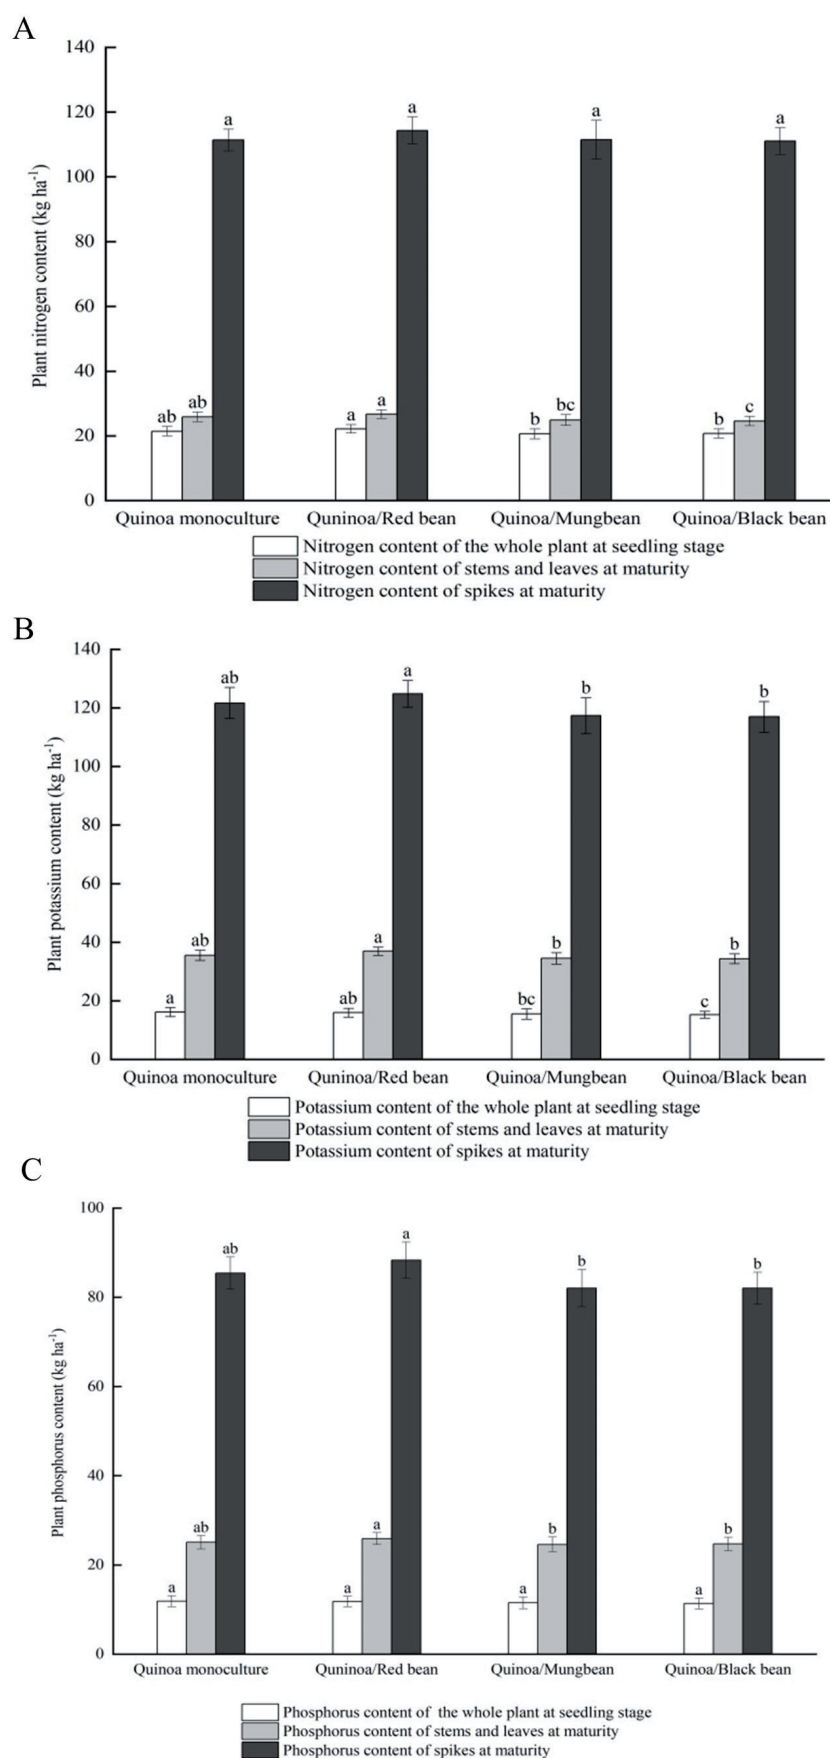 A
140
120
100
80
60
40
20
0
Plant nitrogen content (kg ha-1)
ab ab a
a a a
b bc a
b c a
Quinoa monoculture Quninoa/Red bean Quinoa/Mungbean Quinoa/Black bean
Nitrogen content of the whole plant at seedling stage
Nitrogen content of stems and leaves at maturity
Nitrogen content of spikes at maturity
B
140
120
100
80
60
40
20
0
Plant potassium content (kg ha-1)
a ab ab
ab a a
bc b b
c b b
Quinoa monoculture Quninoa/Red bean Quinoa/Mungbean Quinoa/Black bean
Potassium content of the whole plant at seedling stage
Potassium content of stems and leaves at maturity
Potassium content of spikes at maturity
C
100
80
60
40
20
0
Plant phosphorus content (kg ha-1)
a ab ab
a a a
a b b
a b b
Quinoa monoculture Quninoa/Red bean Quinoa/Mungbean Quinoa/Black bean
Phosphorus content of the whole plant at seedling stage
Phosphorus content of stems and leaves at maturity
Phosphorus content of spikes at maturity